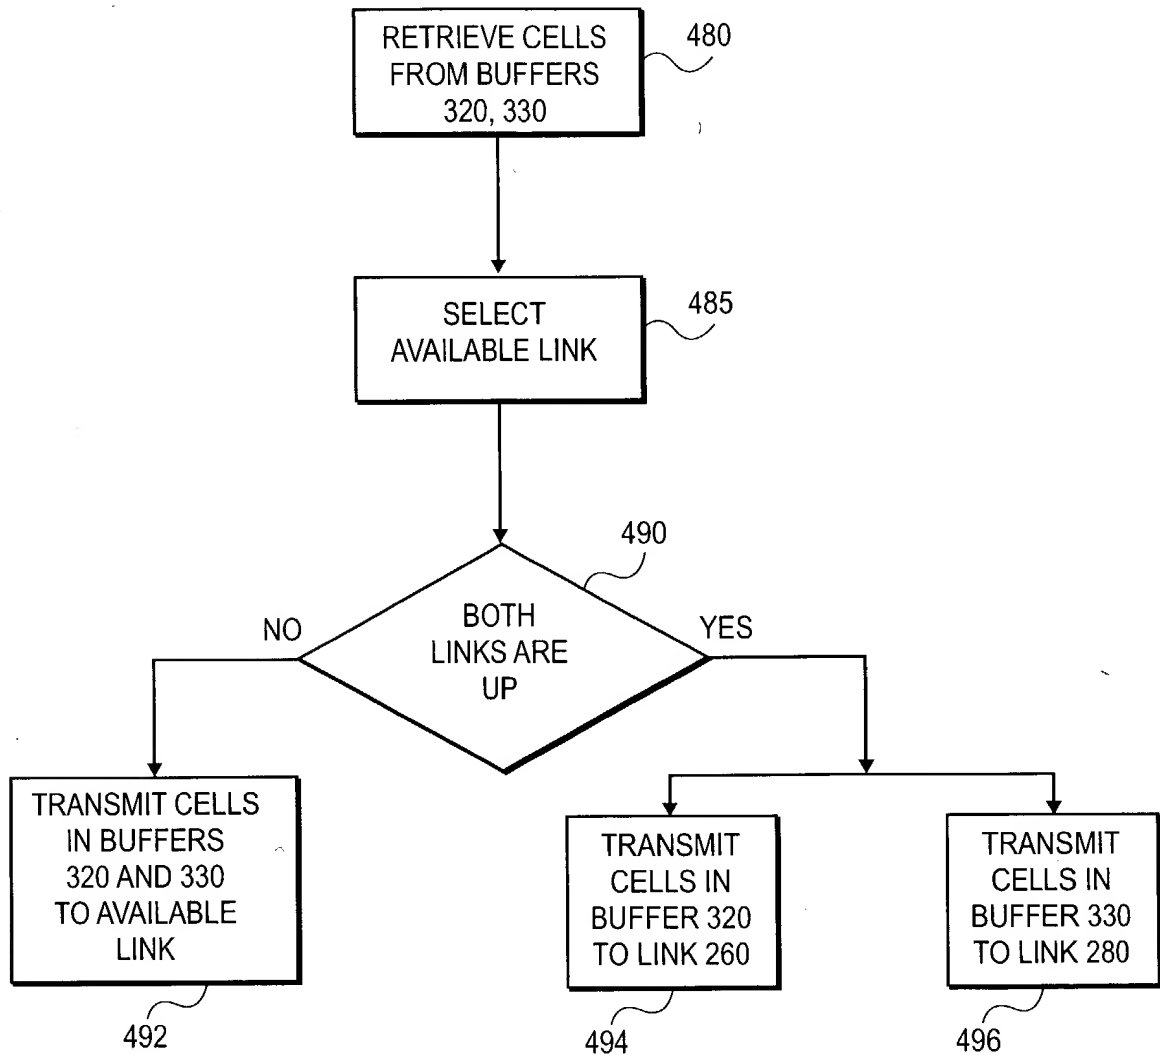 RETRIEVE CELLS
FROM BUFFERS
320, 330
480
SELECT
AVAILABLE LINK
485
490
BOTH
LINKS ARE
UP
NO
YES
TRANSMIT CELLS
IN BUFFERS
320 AND 330
TO AVAILABLE
LINK
492
TRANSMIT
CELLS IN
BUFFER 320
TO LINK 260
494
TRANSMIT
CELLS IN
BUFFER 330
TO LINK 280
496